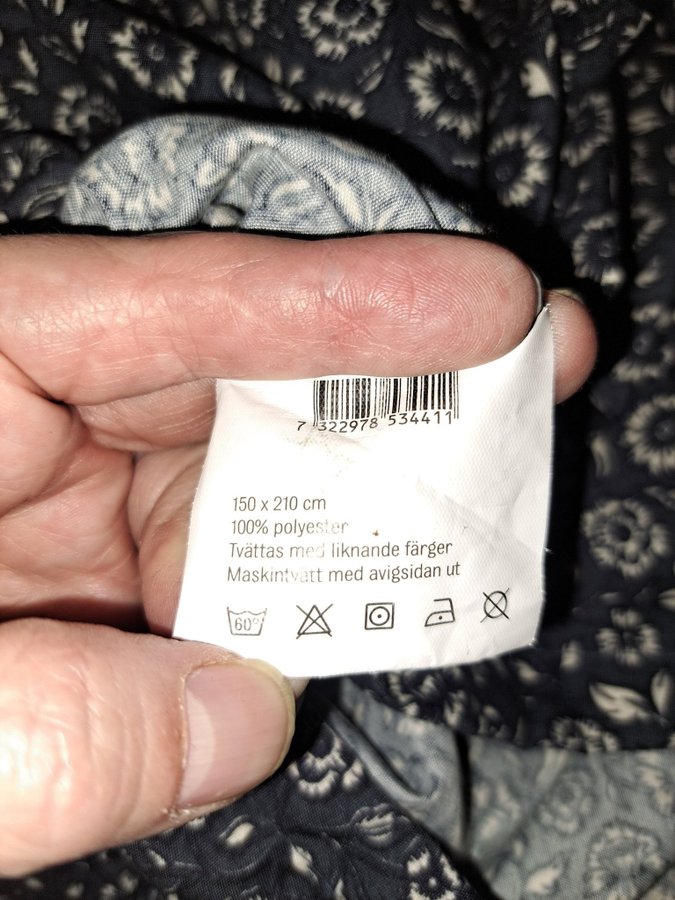 7 322978 534411
150 x 210 cm
100% polyester
Tvättas med liknande färger
Maskintvätt med avigsidan ut
60°